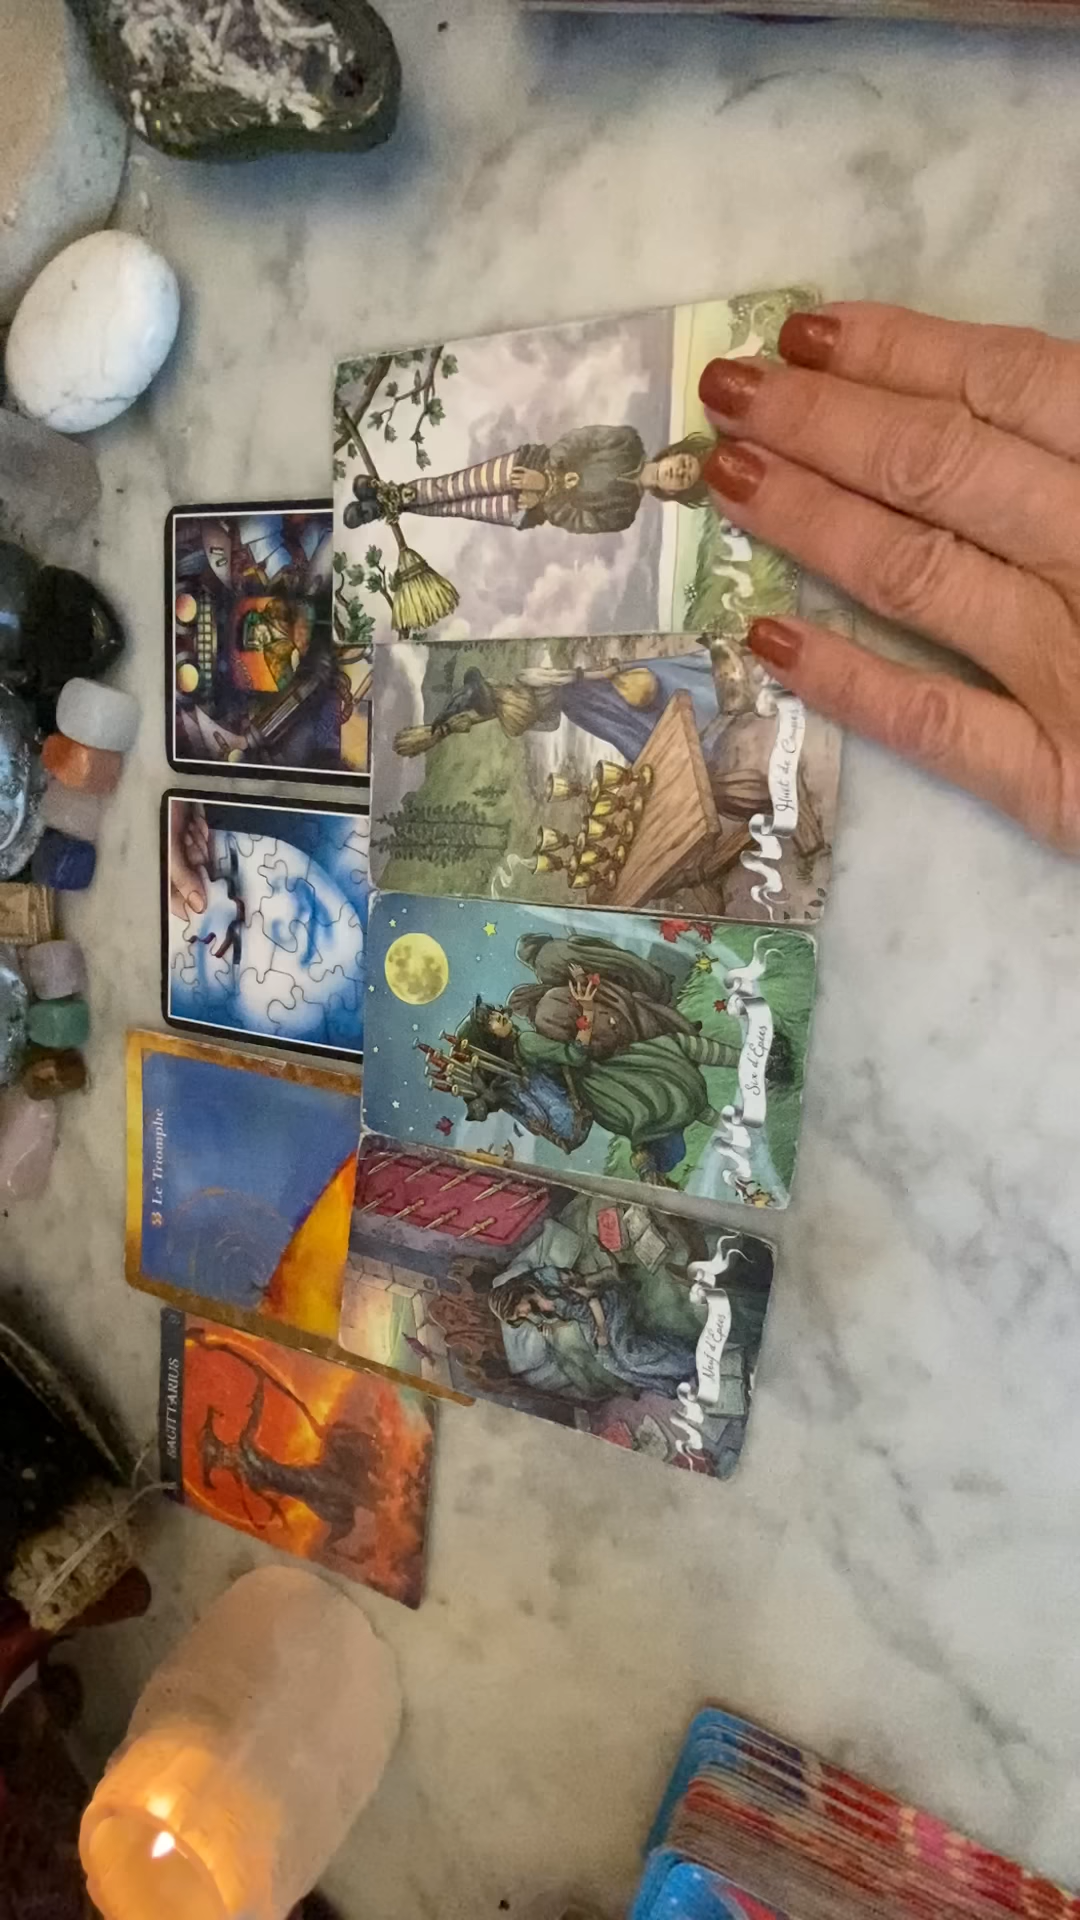 SAGITTARIUS
33 Le Triomphe
Neuf d'Epées
Six d'Epées
Huit de Coupes